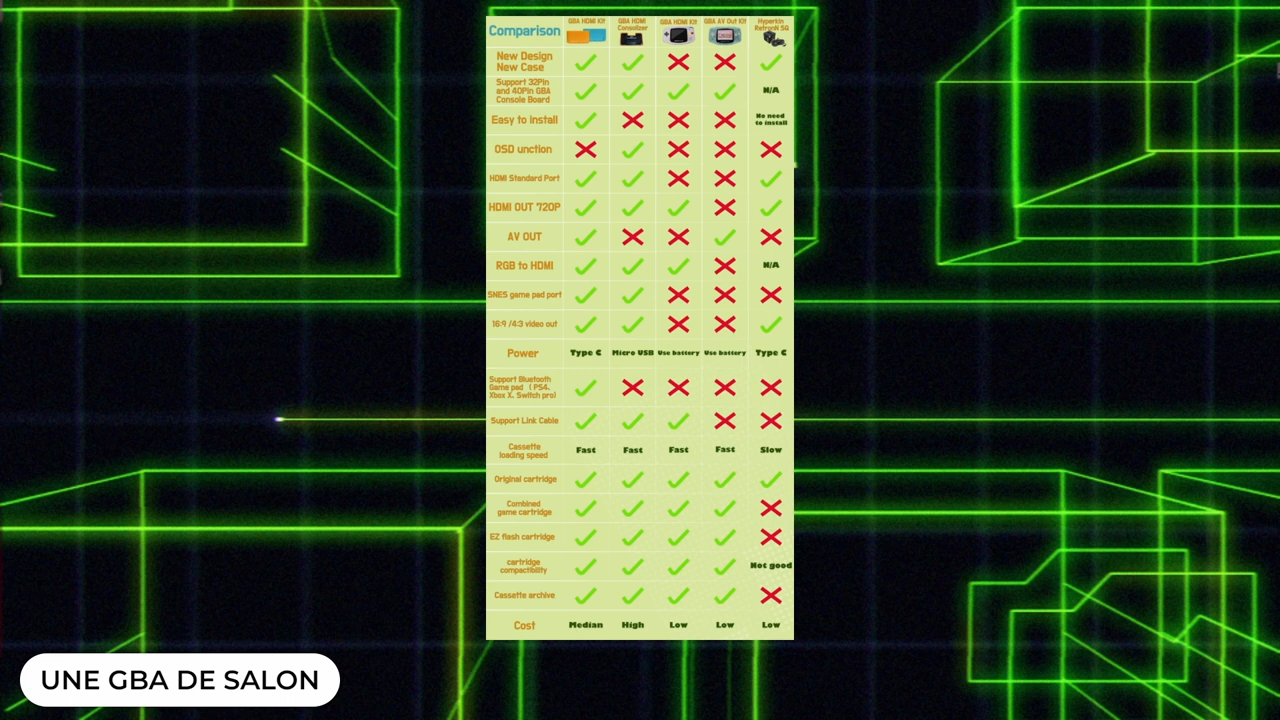 Comparison
GBA HDMI Kit
GBA HDMI
Consolizer
GBA HDMI Kit
GBA AV Out Kit
Hyperkin
RetronN 5G
New Design
New Case
Support 32Pin
and 40Pin GBA
Console Board
N/A
Easy to install
No need
to install
OSD unction
HDMI Standard Port
HDMI OUT 720P
AV OUT
RGB to HDMI
N/A
SNES game pad port
16:9 /4:3 video out
Power
Type C
Micro USB
Use battery
Use battery
Type C
Support Bluetooth
Game pad ( PS4,
Xbox X, Switch pro)
Support Link Cable
Cassette
loading speed
Fast
Fast
Fast
Fast
Slow
Original cartridge
Combined
game cartridge
EZ flash cartridge
cartridge
compactibility
Not good
Cassette archive
Cost
Median
High
Low
Low
Low
UNE GBA DE SALON